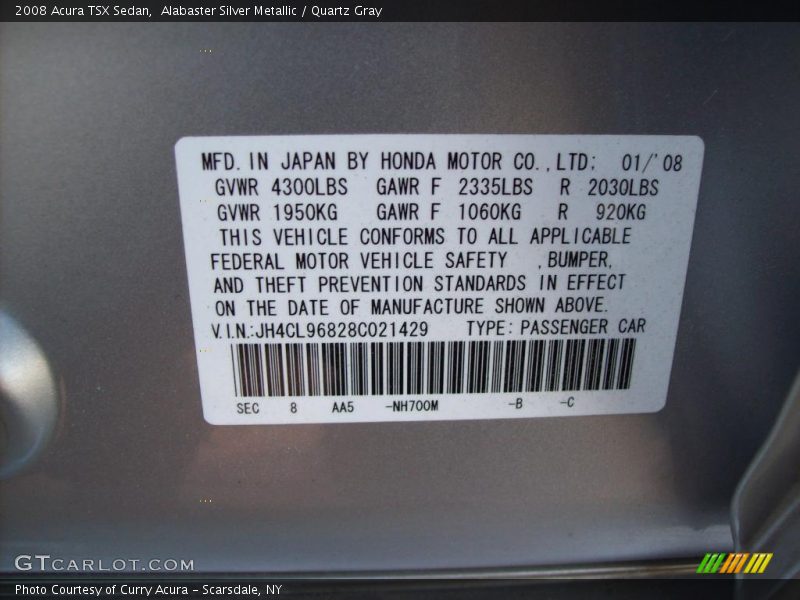 2008 Acura TSX Sedan, Alabaster Silver Metallic / Quartz Gray
MFD. IN JAPAN BY HONDA MOTOR CO., LTD; 01/'08
GVWR 4300LBS GAWR F 2335LBS R 2030LBS
GVWR 1950KG GAWR F 1060KG R 920KG
THIS VEHICLE CONFORMS TO ALL APPLICABLE
FEDERAL MOTOR VEHICLE SAFETY , BUMPER,
AND THEFT PREVENTION STANDARDS IN EFFECT
ON THE DATE OF MANUFACTURE SHOWN ABOVE.
V.I.N.:JH4CL96828C021429 TYPE: PASSENGER CAR
SEC 8 AA5 -NH700M -B -C
GTCARLOT.COM
Photo Courtesy of Curry Acura - Scarsdale, NY